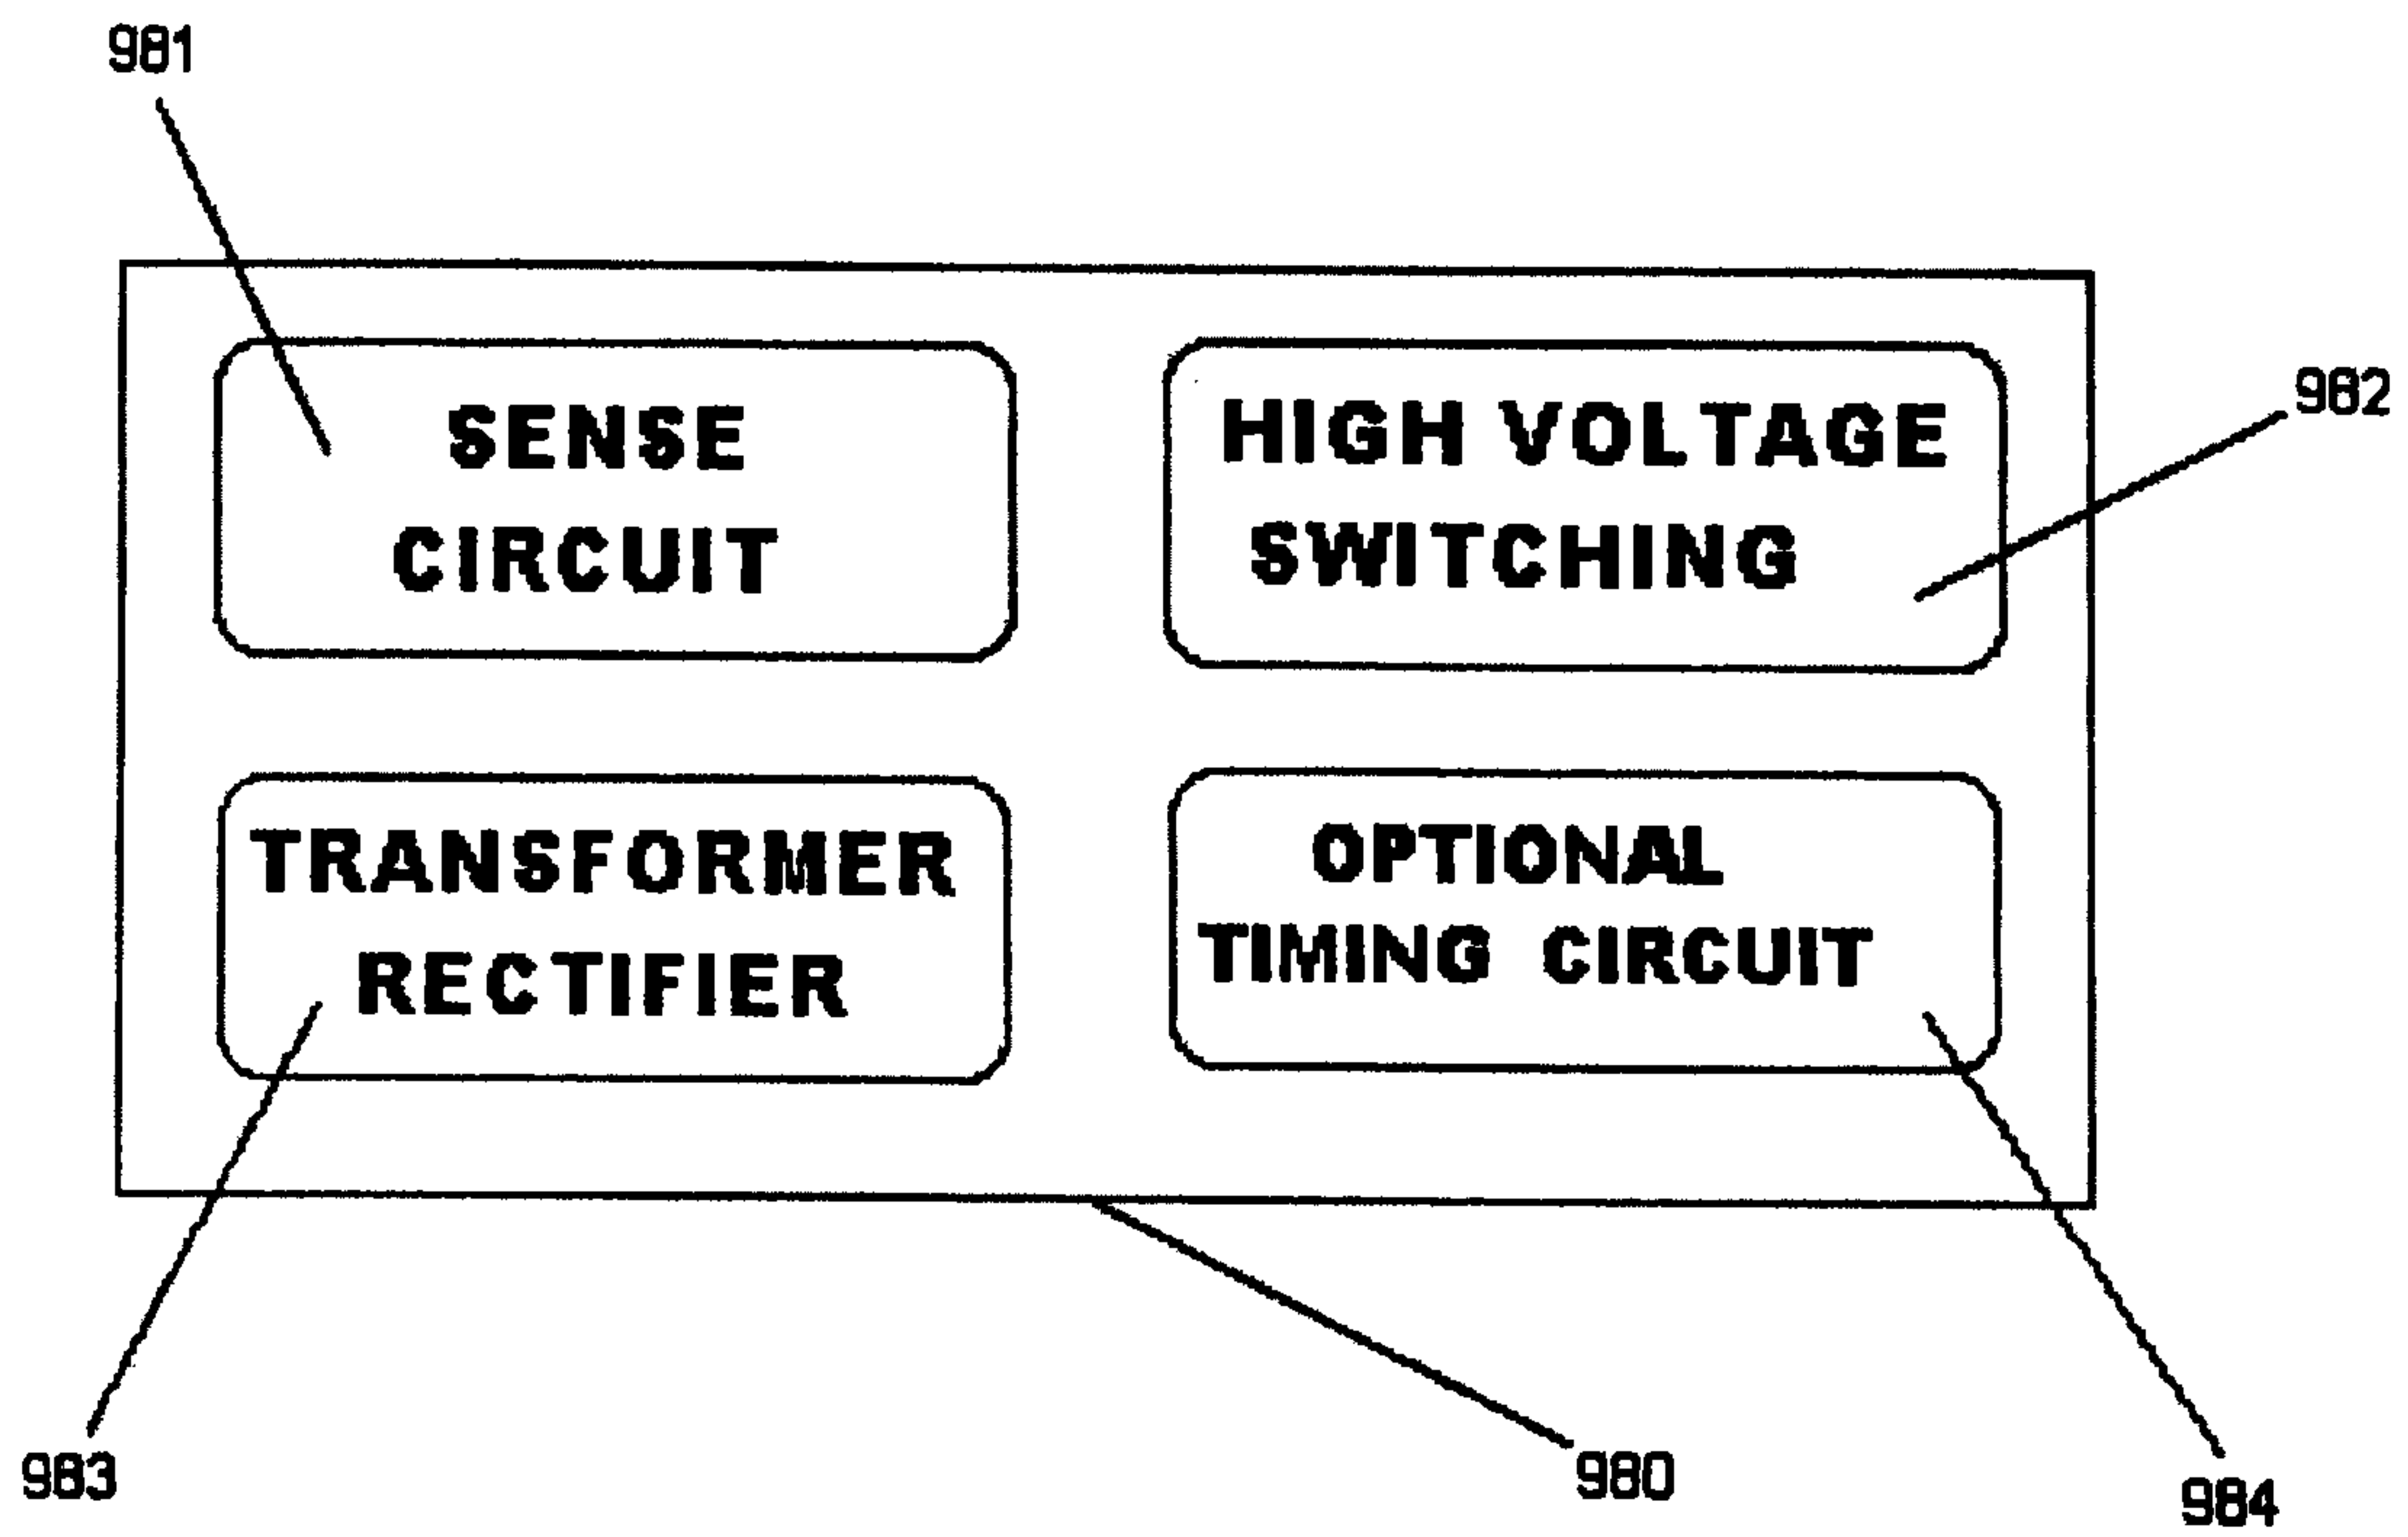 981
SENSE
CIRCUIT
HIGH VOLTAGE
SWITCHING
982
TRANSFORMER
RECTIFIER
OPTIONAL
TIMING CIRCUIT
983
980
984